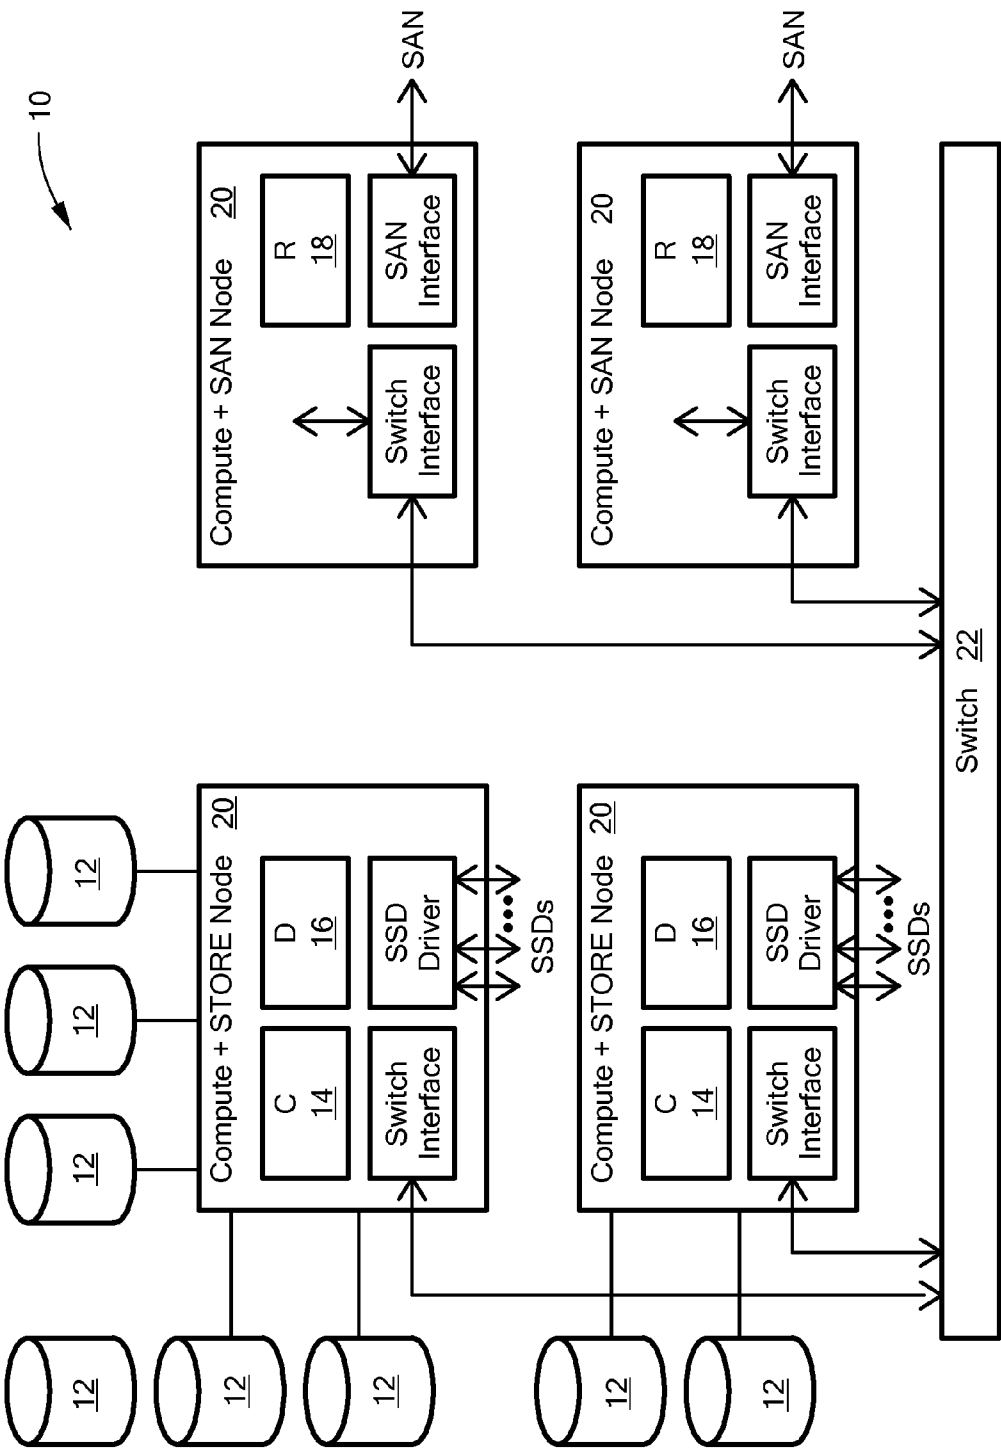 10
12
12
12
12
12
12
12
12
Compute + STORE Node 20
C
14
D
16
Switch
Interface
SSD
Driver
SSDs
Compute + SAN Node 20
R
18
Switch
Interface
SAN
Interface
SAN
Compute + STORE Node 20
C
14
D
16
Switch
Interface
SSD
Driver
SSDs
Compute + SAN Node 20
R
18
Switch
Interface
SAN
Interface
SAN
Switch 22